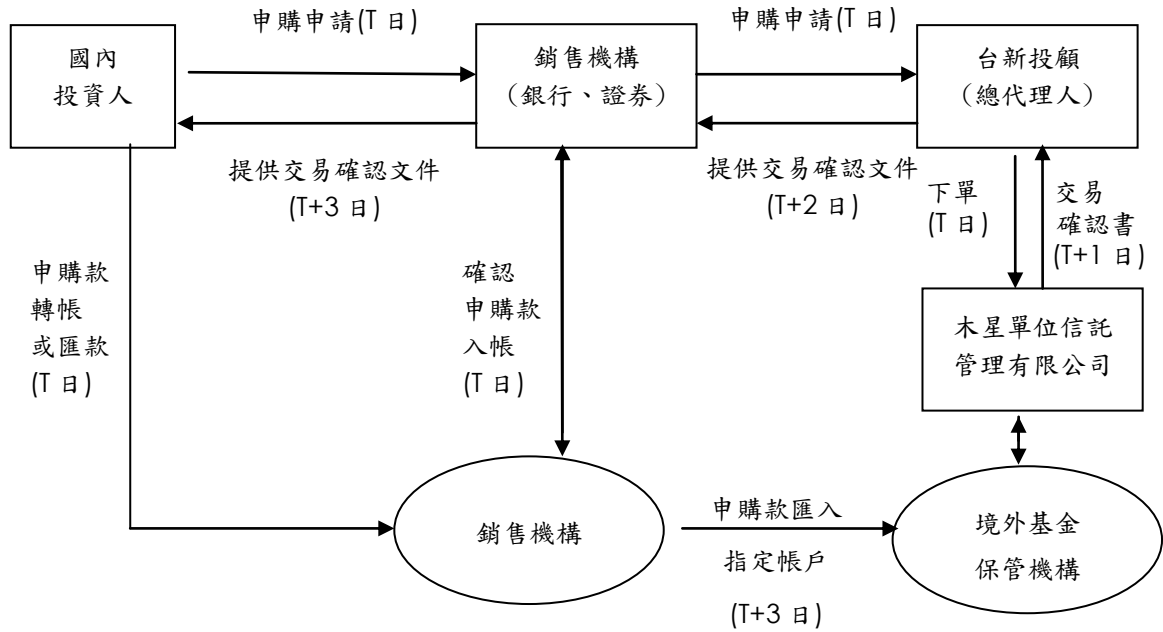 申購申請(T 日)
申購申請(T 日)
國內
投資人
銷售機構
（銀行、證券）
台新投顧
（總代理人）
提供交易確認文件
(T+3 日)
提供交易確認文件
(T+2 日)
下單
(T 日)
交易
確認書
(T+1 日)
申購款
轉帳
或匯款
(T 日)
確認
申購款
入帳
(T 日)
木星單位信託
管理有限公司
銷售機構
申購款匯入
指定帳戶
(T+3 日)
境外基金
保管機構